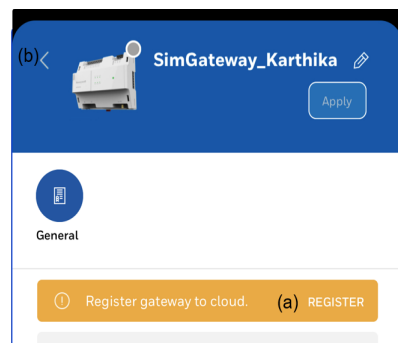 (b) SimGateway_Karthika
Apply
General
Register gateway to cloud. (a) REGISTER